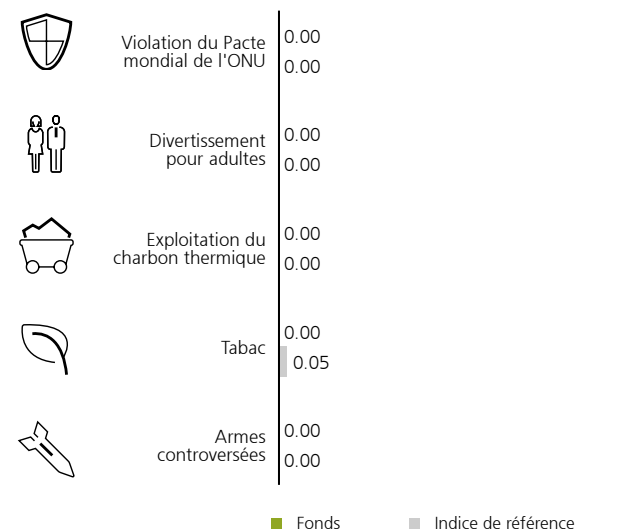 Violation du Pacte
mondial de l'ONU
0.00
0.00
Divertissement
pour adultes
0.00
0.00
Exploitation du
charbon thermique
0.00
0.00
Tabac
0.00
0.05
Armes
controversées
0.00
0.00
Fonds
Indice de référence